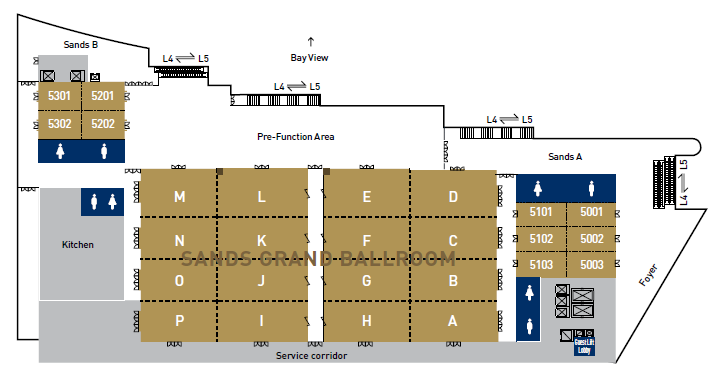 Sands B
L4 L5
Bay View
L4 L5
5301 5201
5302 5202
Pre-Function Area
L4 L5
Sands A
L4 L5
M L E D
N K F C
SANDS GRAND BALLROOM
O J G B
P I H A
5101 5001
5102 5002
5103 5003
Kitchen
Foyer
Guest Lift
Lobby
Service corridor